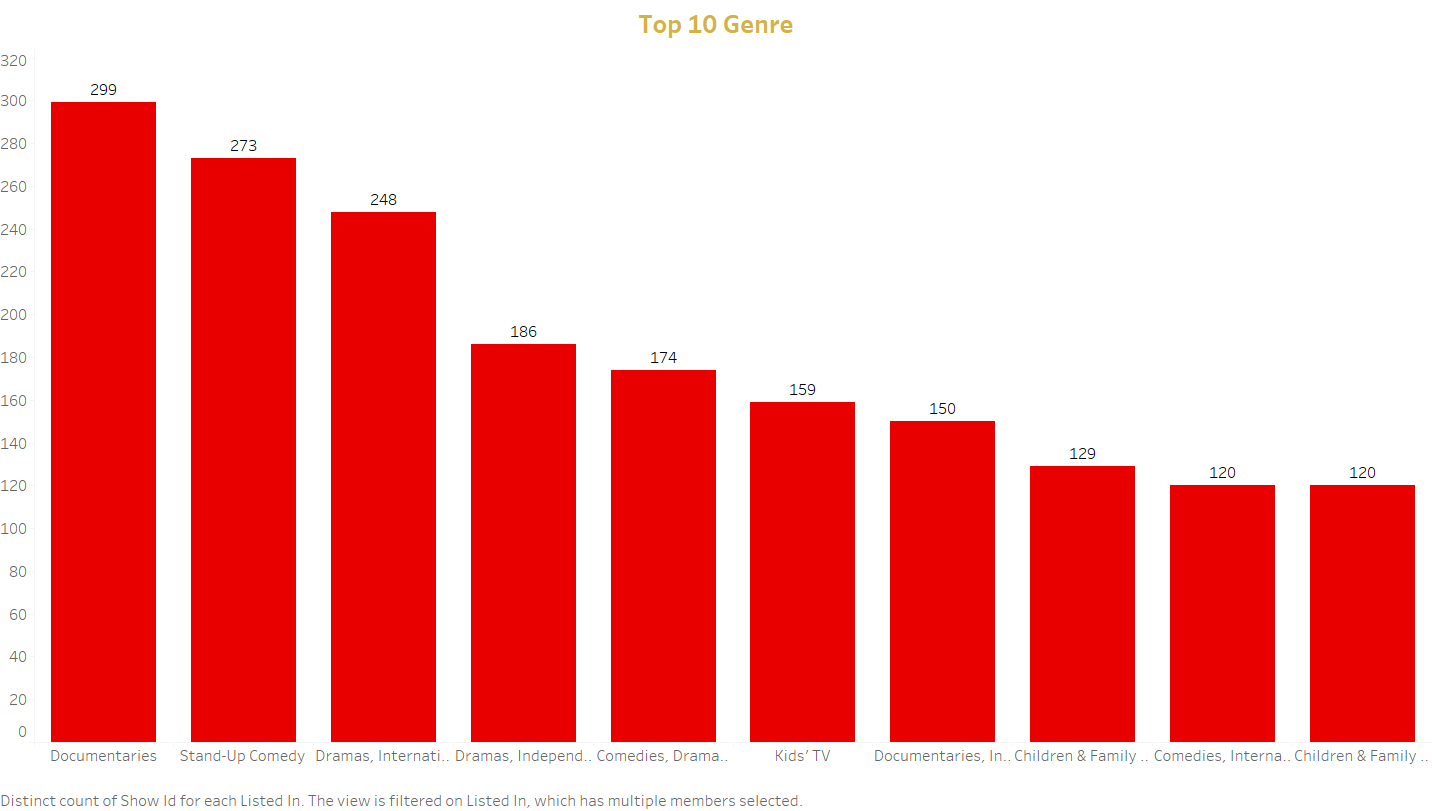 Top 10 Genre
320
300
280
260
240
220
200
180
160
140
120
100
80
60
40
20
0
299
273
248
186
174
159
150
129
120
120
Documentaries
Stand-Up Comedy
Dramas, Internati..
Dramas, Independ..
Comedies, Drama..
Kids' TV
Documentaries, In..
Children & Family ..
Comedies, Interna..
Children & Family ..
Distinct count of Show Id for each Listed In. The view is filtered on Listed In, which has multiple members selected.